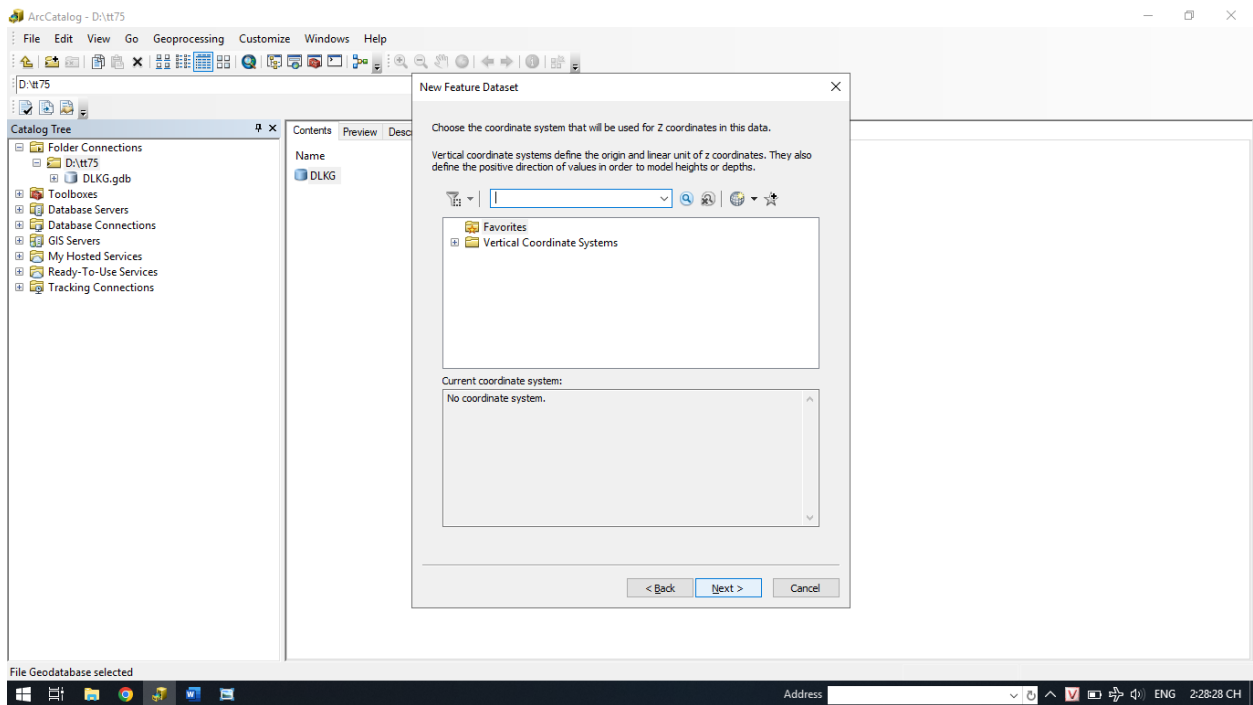 ArcCatalog - D:\tt75
File Edit View Go Geoprocessing Customize Windows Help
D:\tt75
Catalog Tree
Folder Connections
D:\tt75
DLKG.gdb
Toolboxes
Database Servers
Database Connections
GIS Servers
My Hosted Services
Ready-To-Use Services
Tracking Connections
Contents Preview Desc
Name
DLKG
New Feature Dataset
Choose the coordinate system that will be used for Z coordinates in this data.
Vertical coordinate systems define the origin and linear unit of z coordinates. They also
define the positive direction of values in order to model heights or depths.
Favorites
Vertical Coordinate Systems
Current coordinate system:
No coordinate system.
< Back Next > Cancel
File Geodatabase selected
Address ENG 2:28:28 CH